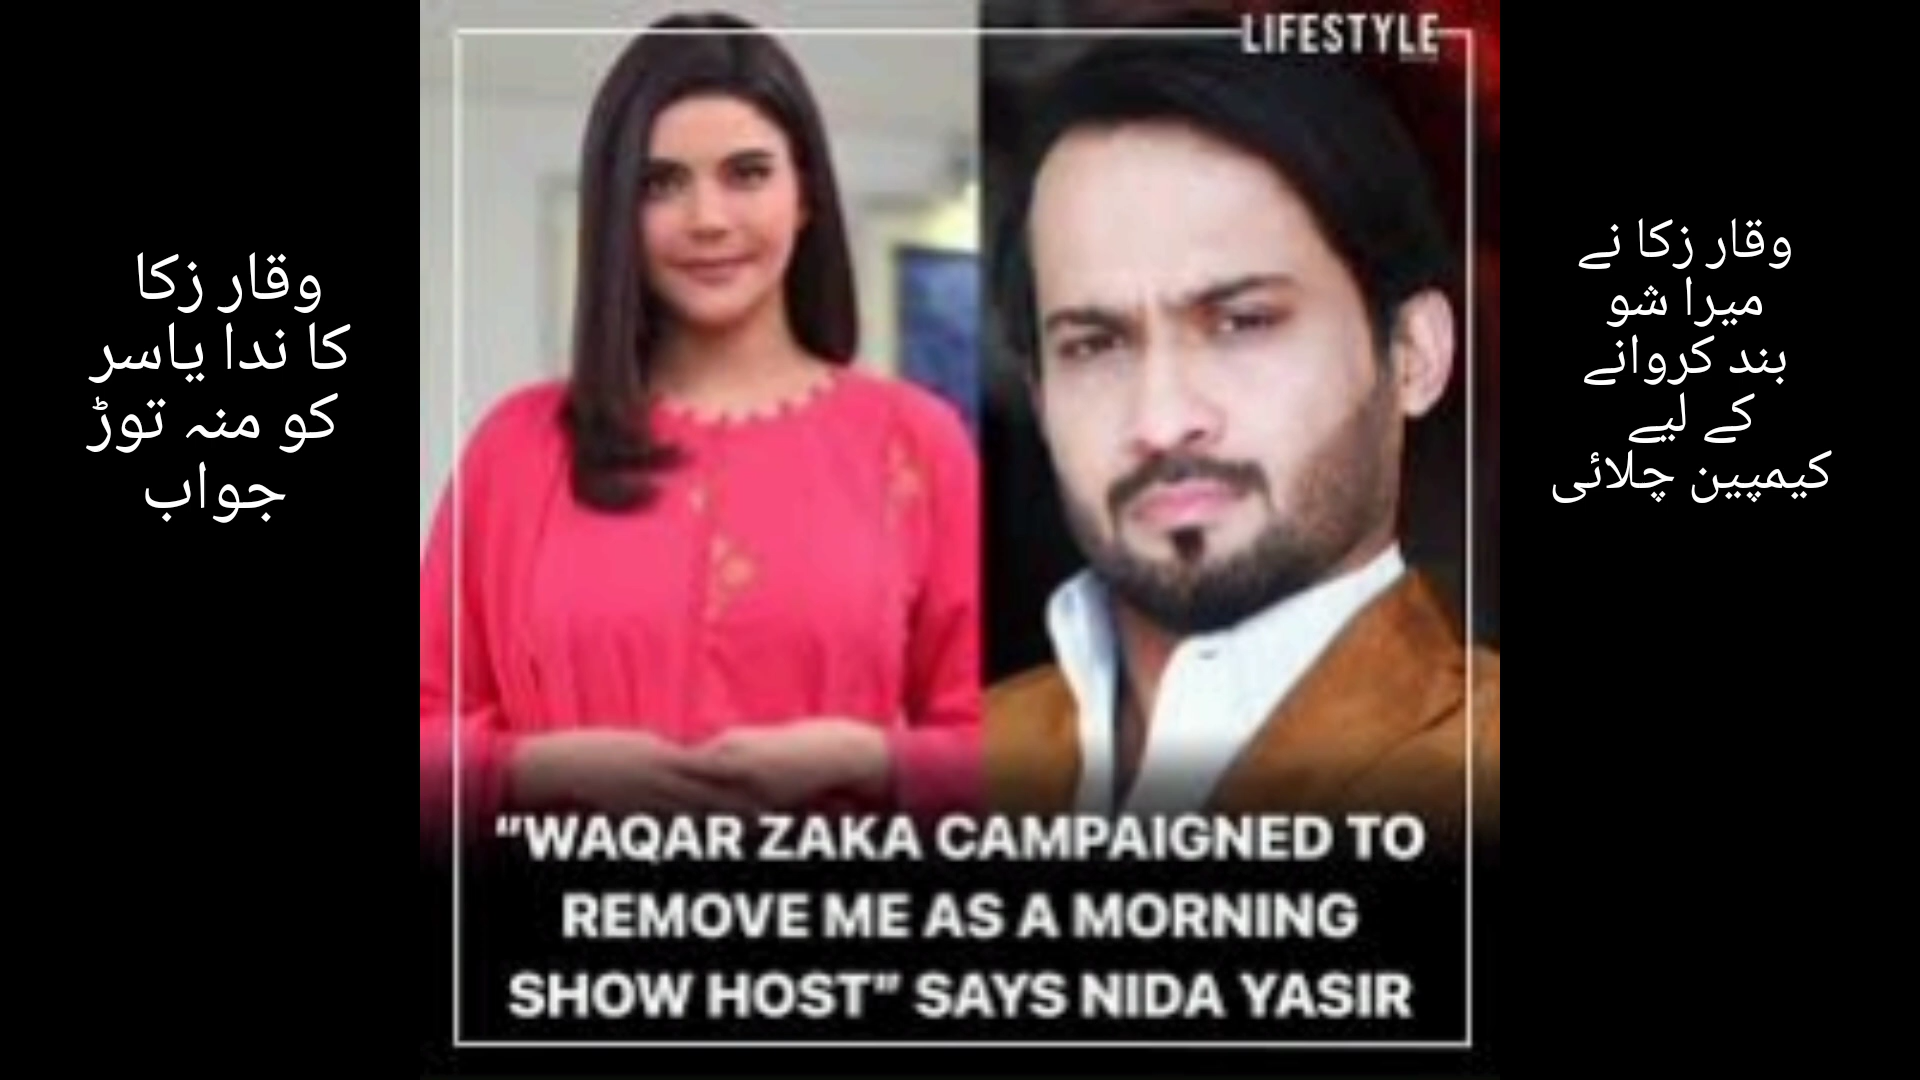 LIFESTYLE
وقار زکا
کا ندا یاسر
کو منہ توڑ
جواب
وقار زکا نے
میرا شو
بند کروانے
کے لیے
کیمپین چلائی
"WAQAR ZAKA CAMPAIGNED TO
REMOVE ME AS A MORNING
SHOW HOST" SAYS NIDA YASIR